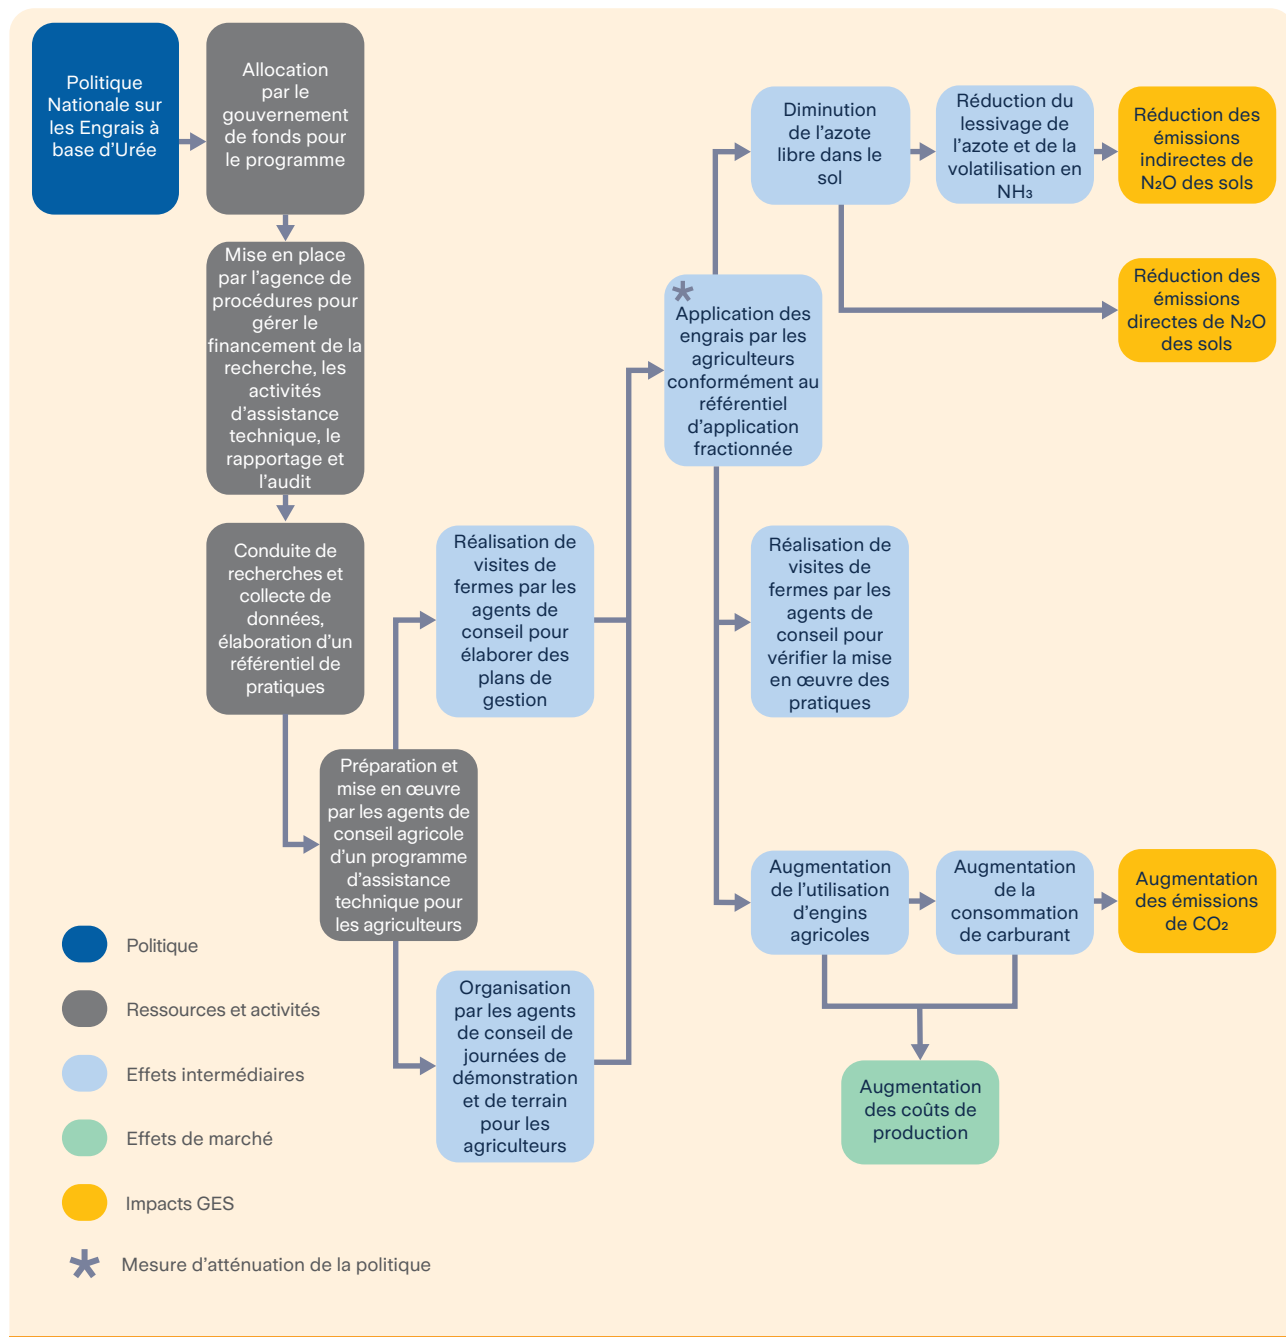 Politique
Nationale sur
les Engrais à
base d’Urée
Allocation
par le
gouvernement
de fonds pour
le programme
Mise en place
par l’agence de
procédures pour
gérer le
financement de la
recherche, les
activités
d’assistance
technique, le
rapportage et
l’audit
Conduite de
recherches et
collecte de
données,
élaboration d’un
référentiel de
pratiques
Préparation et
mise en œuvre
par les agents de
conseil agricole
d’un programme
d’assistance
technique pour
les agriculteurs
Réalisation de
visites de
fermes par les
agents de
conseil pour
élaborer des
plans de
gestion
Organisation
par les agents
de conseil de
journées de
démonstration
et de terrain
pour les
agriculteurs
*
Application des
engrais par les
agriculteurs
conformément au
référentiel
d’application
fractionnée
Diminution
de l’azote
libre dans le
sol
Réduction du
lessivage de
l’azote et de la
volatilisation en
NH₃
Réduction des
émissions
indirectes de
N₂O des sols
Réduction des
émissions
directes de N₂O
des sols
Réalisation de
visites de
fermes par les
agents de
conseil pour
vérifier la mise
en œuvre des
pratiques
Augmentation
de l’utilisation
d’engins
agricoles
Augmentation
de la
consommation
de carburant
Augmentation
des émissions
de CO₂
Augmentation
des coûts de
production
Politique
Ressources et activités
Effets intermédiaires
Effets de marché
Impacts GES
* Mesure d’atténuation de la politique